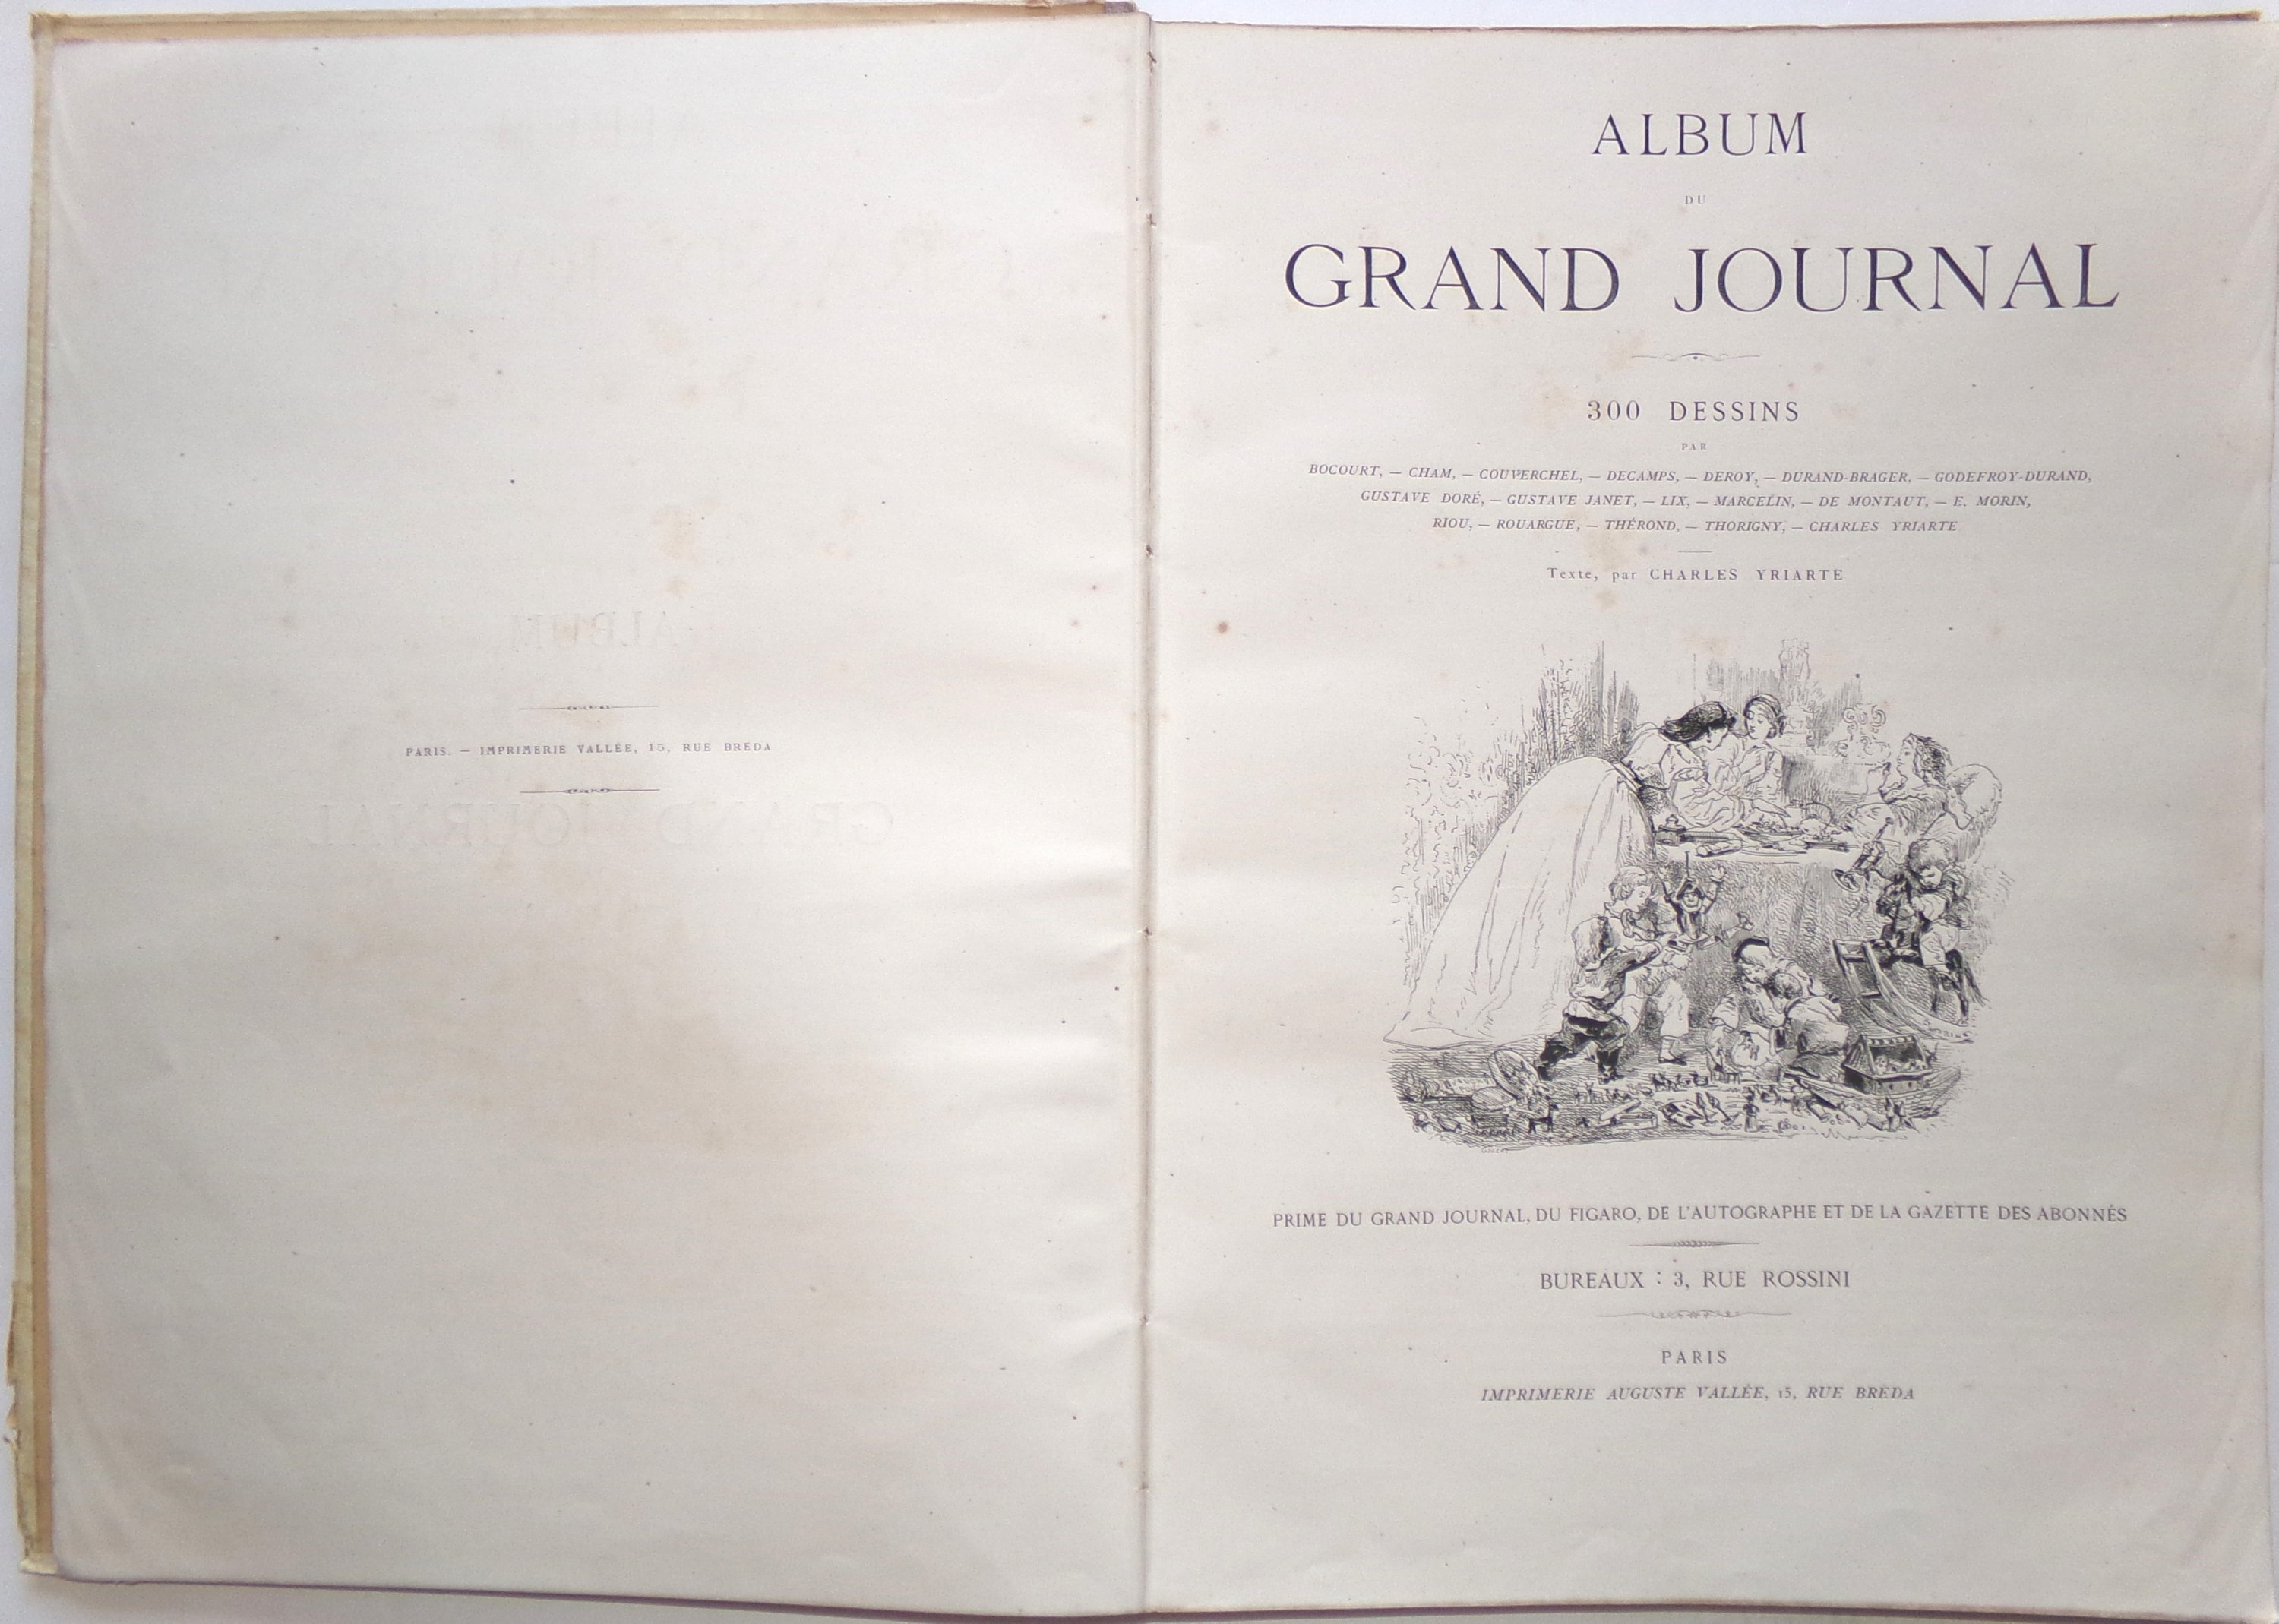 PARIS. — IMPRIMERIE VALLÉE, 15, RUE BREDA
ALBUM
DU
GRAND JOURNAL
300 DESSINS
PAR
BOCOURT, — CHAM, — COUVERCHEL, — DECAMPS, — DEROY, — DURAND-BRAGER, — GODEFROY-DURAND,
GUSTAVE DORÉ, — GUSTAVE JANET, — LIX, — MARCELIN, — DE MONTAUT, — E. MORIN,
RIOU, — ROUARGUE, — THÉROND, — THORIGNY, — CHARLES YRIARTE
Texte, par CHARLES YRIARTE
PRIME DU GRAND JOURNAL, DU FIGARO, DE L'AUTOGRAPHE ET DE LA GAZETTE DES ABONNÉS
BUREAUX : 3, RUE ROSSINI
PARIS
IMPRIMERIE AUGUSTE VALLÉE, 15, RUE BRÉDA